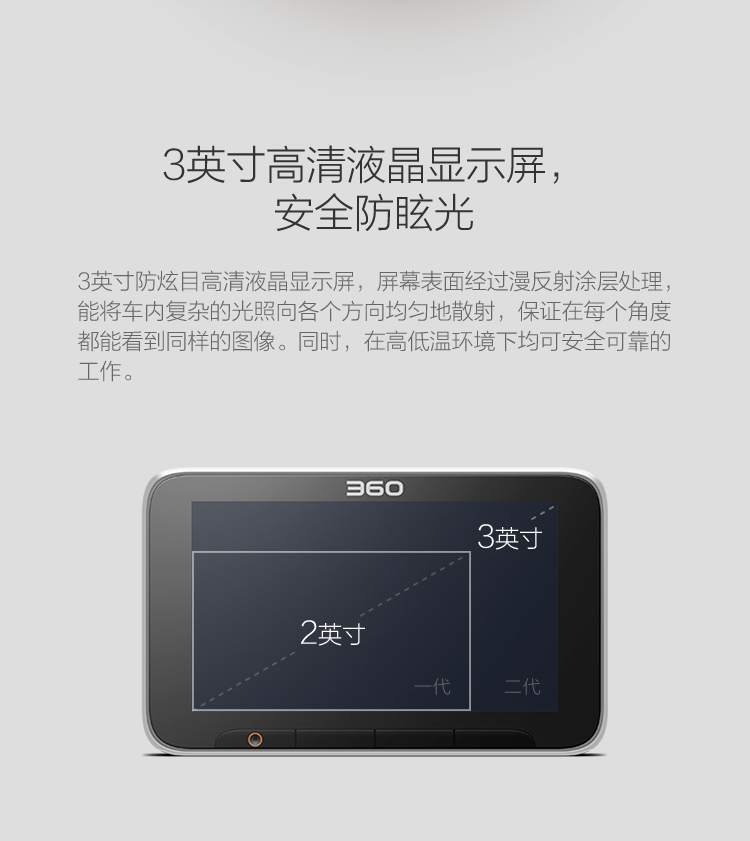 3英寸高清液晶显示屏，
安全防眩光
3英寸防炫目高清液晶显示屏，屏幕表面经过漫反射涂层处理，
能将车内复杂的光照向各个方向均匀地散射，保证在每个角度
都能看到同样的图像。同时，在高低温环境下均可安全可靠的
工作。
360
3英寸
2英寸
一代 二代